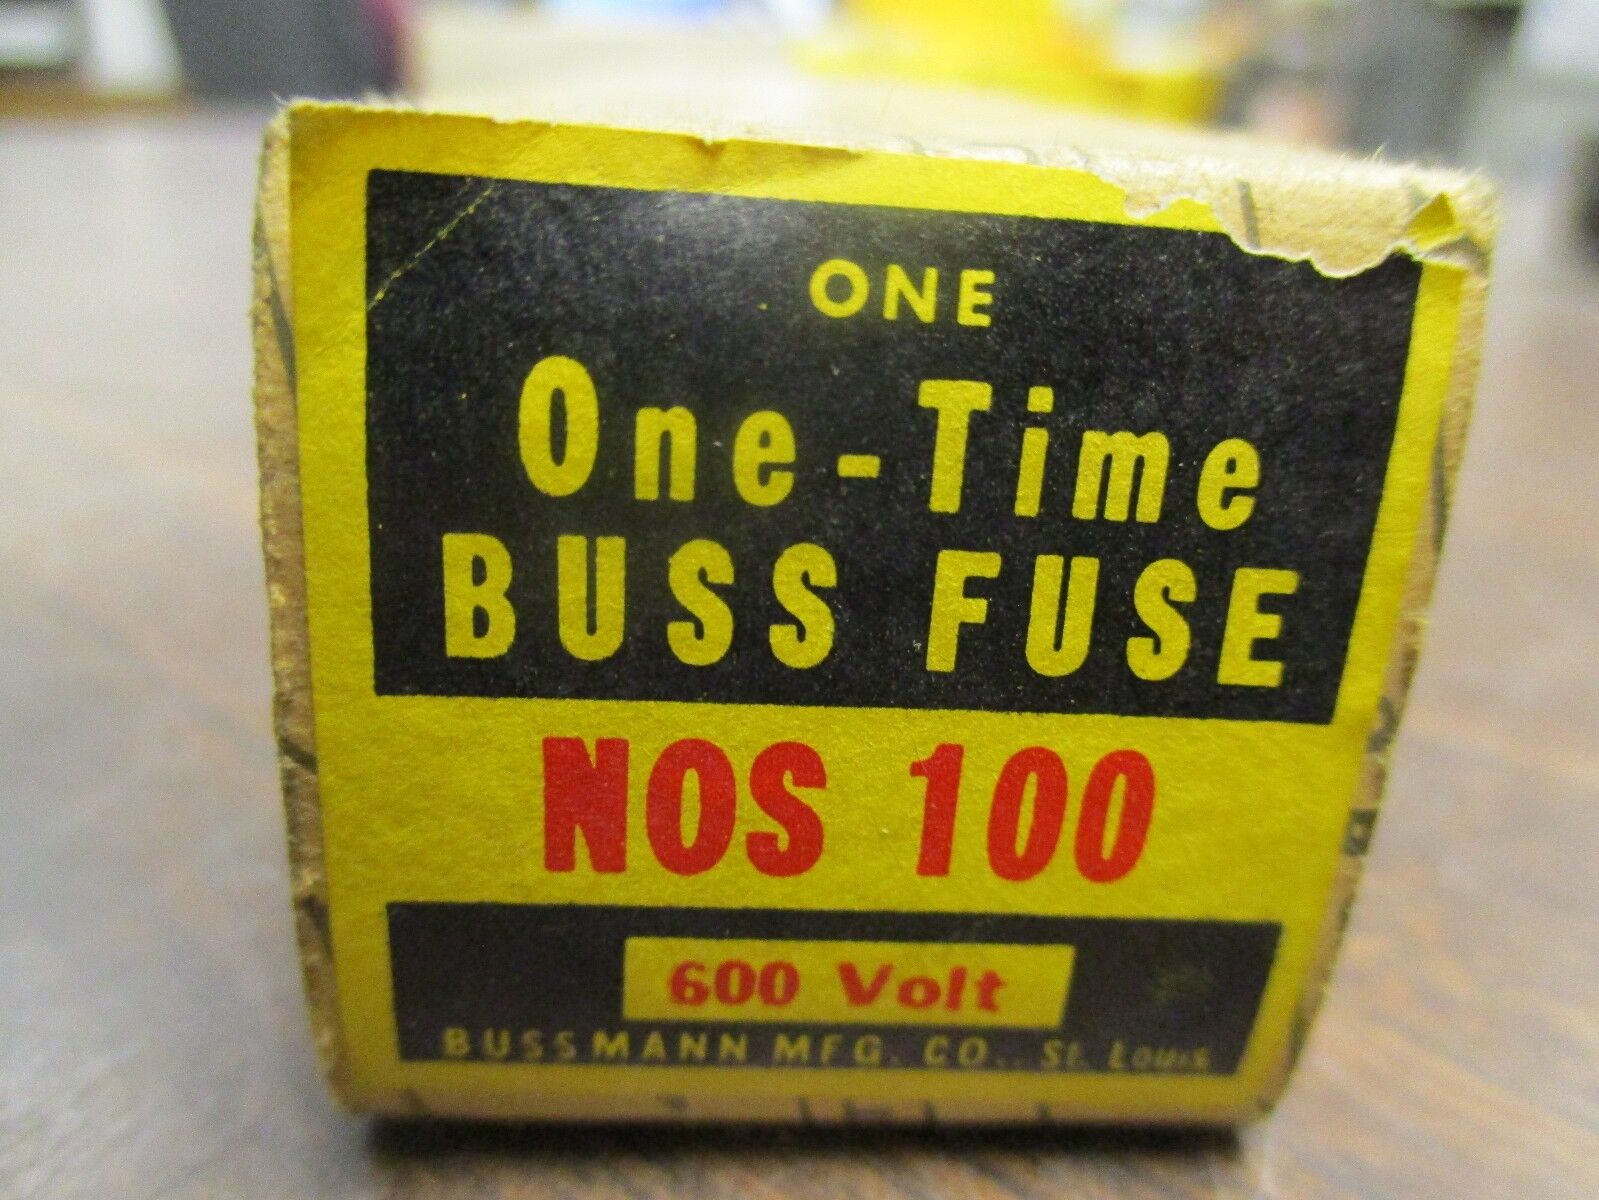 ONE
One-Time
BUSS FUSE
NOS 100
600 Volt
BUSSMANN MFG. CO., St. Louis